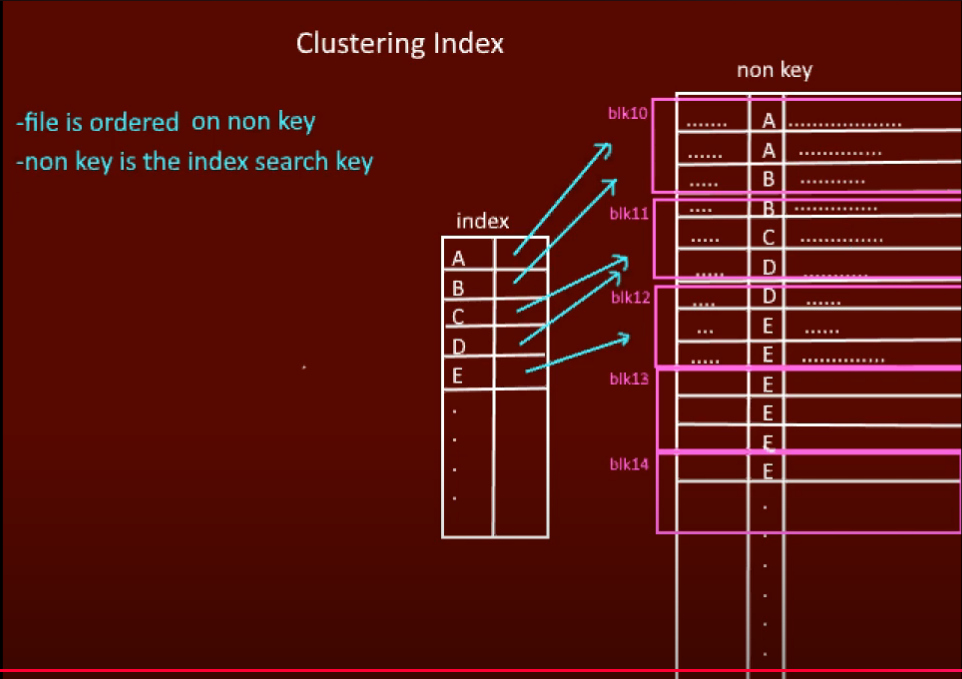 Clustering Index
-file is ordered on non key
-non key is the index search key
index
A
B
C
D
E
non key
blk10
A
A
B
blk11
B
C
D
blk12
D
E
E
blk13
E
E
E
blk14
E